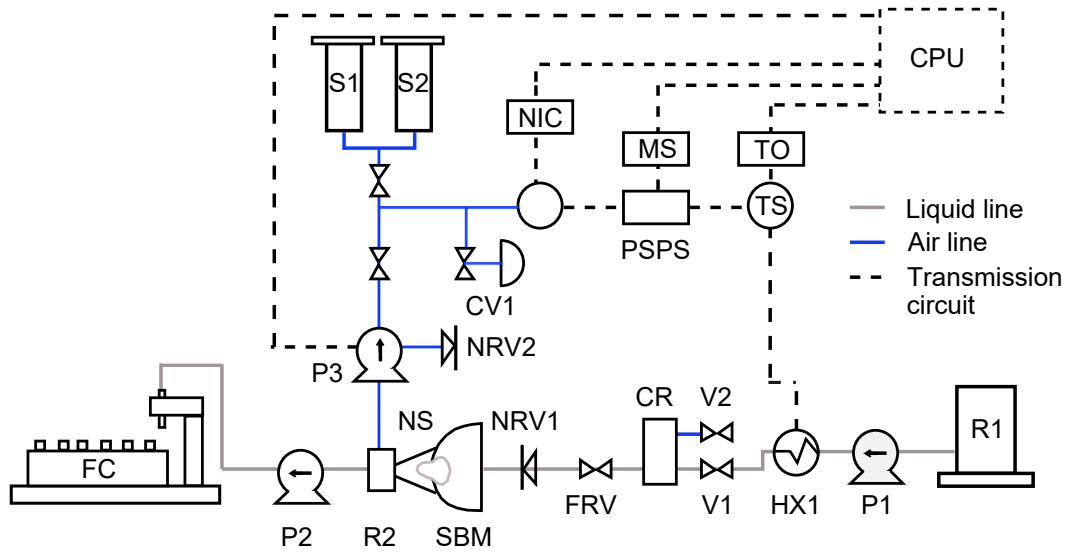 CPU
S1
S2
NIC
MS
TO
TS
PSPS
Liquid line
Air line
Transmission
circuit
CV1
P3
NRV2
NS
NRV1
CR
V2
R1
FC
P2
R2
SBM
FRV
V1
HX1
P1